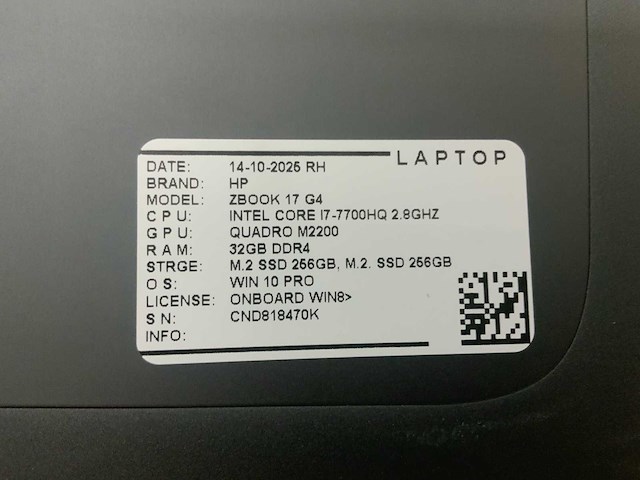 LAPTOP
DATE: 14-10-2025 RH
BRAND: HP
MODEL: ZBOOK 17 G4
CPU: INTEL CORE I7-7700HQ 2.8GHZ
GPU: QUADRO M2200
RAM: 32GB DDR4
STRGE: M.2 SSD 256GB, M.2. SSD 256GB
OS: WIN 10 PRO
LICENSE: ONBOARD WIN8>
SN: CND818470K
INFO: